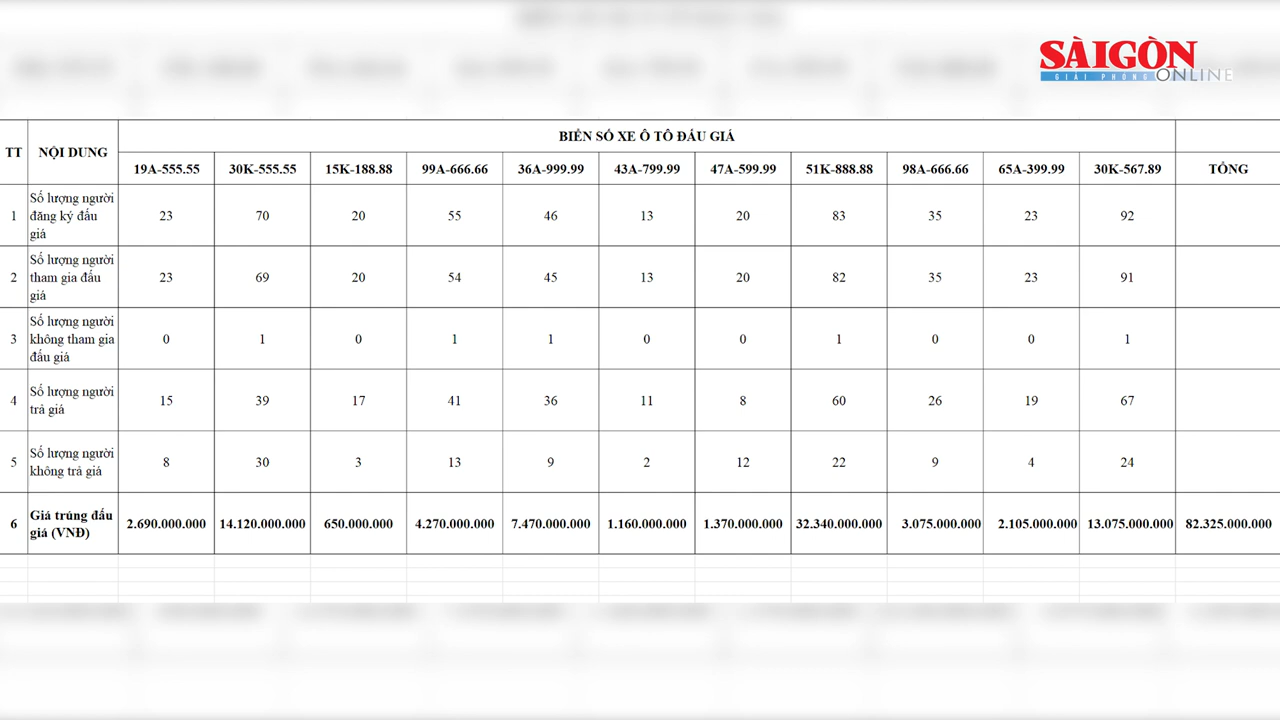 SÀIGÒN
GIẢI PHÓNG ONLINE
TT NỘI DUNG BIỂN SỐ XE Ô TÔ ĐẤU GIÁ
19A-555.55 30K-555.55 15K-188.88 99A-666.66 36A-999.99 43A-799.99 47A-599.99 51K-888.88 98A-666.66 65A-399.99 30K-567.89 TỔNG
Số lượng người
1 đăng ký đấu 23 70 20 55 46 13 20 83 35 23 92
giá
Số lượng người
2 tham gia đấu 23 69 20 54 45 13 20 82 35 23 91
giá
Số lượng người
3 không tham gia 0 1 0 1 1 0 0 1 0 0 1
đấu giá
Số lượng người
4 trả giá 15 39 17 41 36 11 8 60 26 19 67
Số lượng người
5 không trả giá 8 30 3 13 9 2 12 22 9 4 24
Giá trúng đấu
6 giá (VNĐ) 2.690.000.000 14.120.000.000 650.000.000 4.270.000.000 7.470.000.000 1.160.000.000 1.370.000.000 32.340.000.000 3.075.000.000 2.105.000.000 13.075.000.000 82.325.000.000